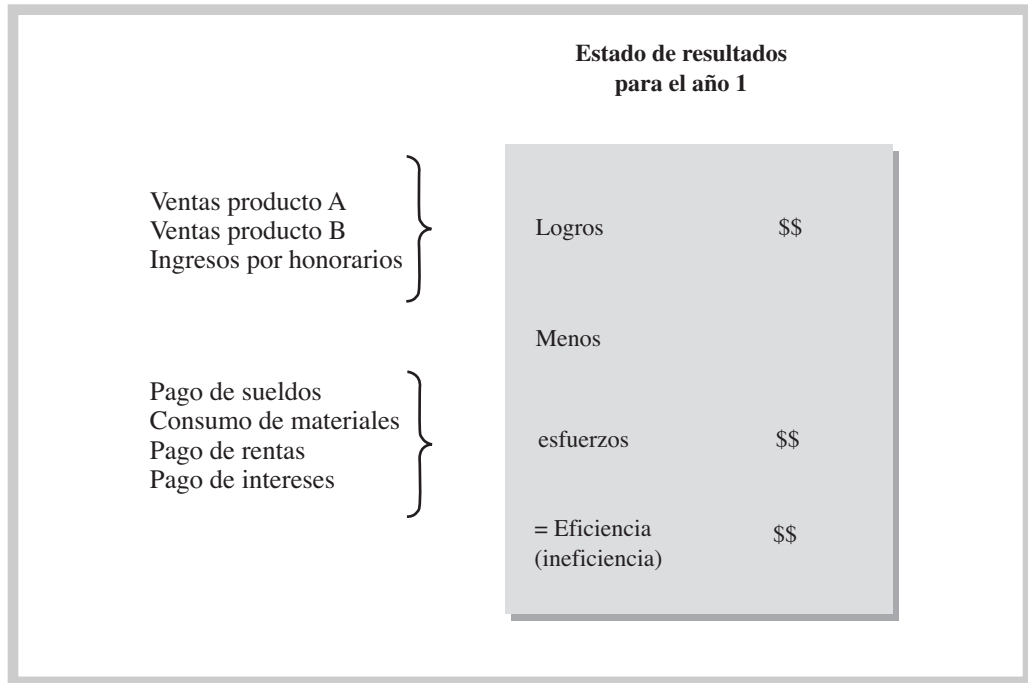 Estado de resultados
para el año 1
Ventas producto A
Ventas producto B
Ingresos por honorarios
Logros $$
Menos
Pago de sueldos
Consumo de materiales
Pago de rentas
Pago de intereses
esfuerzos $$
= Eficiencia $$
(ineficiencia)